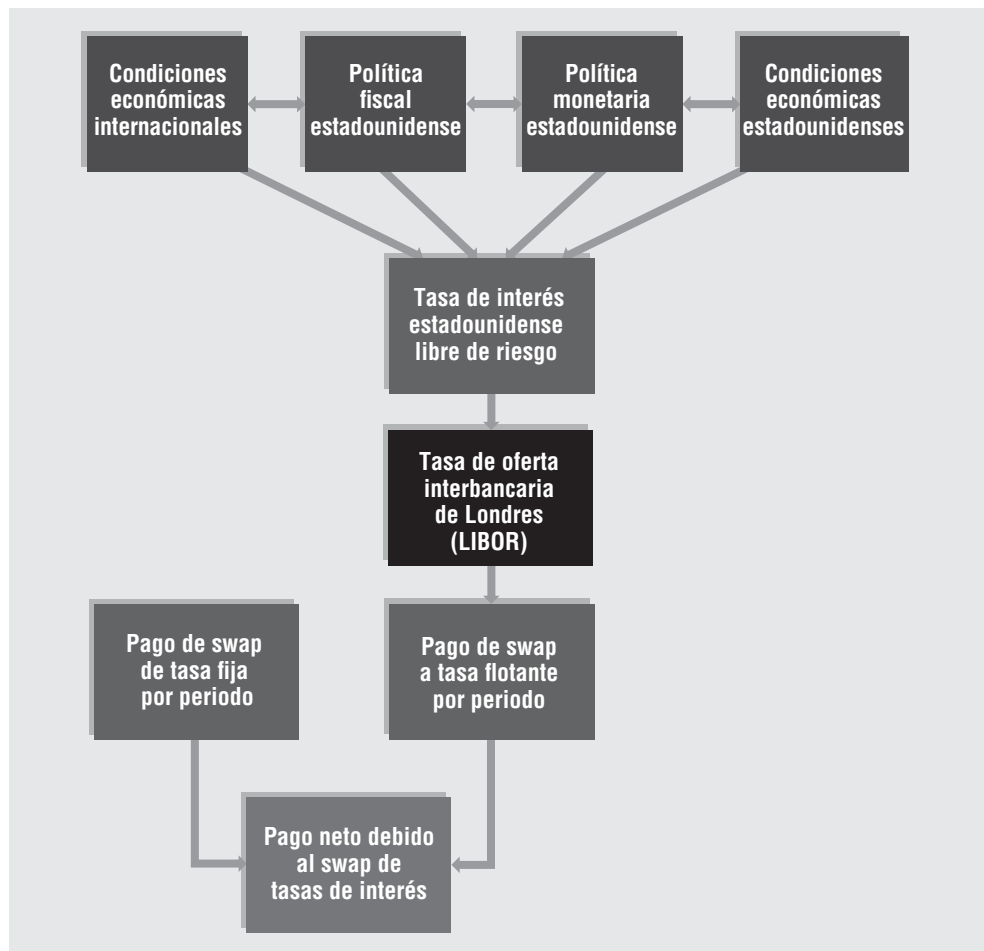 Condiciones
económicas
internacionales
Política
fiscal
estadounidense
Política
monetaria
estadounidense
Condiciones
económicas
estadounidenses
Tasa de interés
estadounidense
libre de riesgo
Tasa de oferta
interbancaria
de Londres
(LIBOR)
Pago de swap
de tasa fija
por periodo
Pago de swap
a tasa flotante
por periodo
Pago neto debido
al swap de
tasas de interés